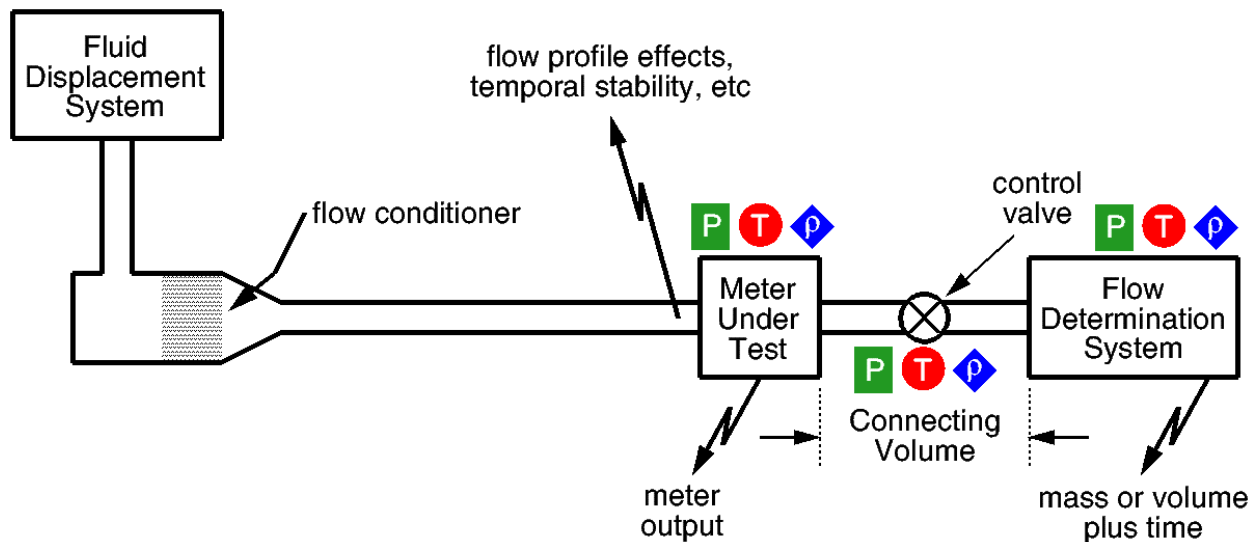 Fluid
Displacement
System
flow profile effects,
temporal stability, etc
flow conditioner
control
valve
P T ρ
P T ρ
Meter
Under
Test
Flow
Determination
System
P T ρ
Connecting
Volume
meter
output
mass or volume
plus time